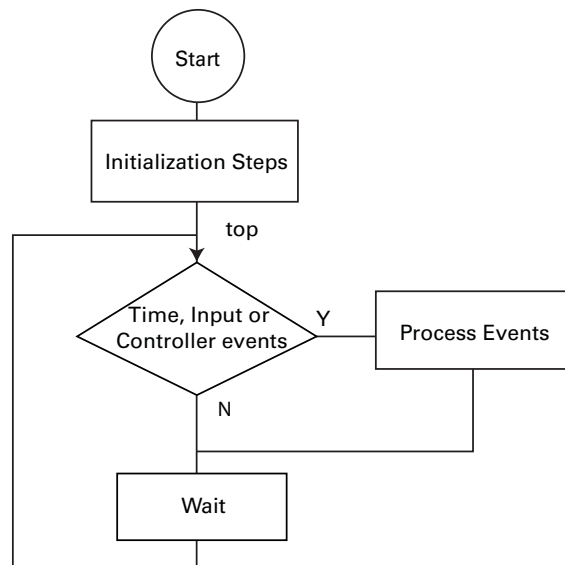 Start
Initialization Steps
top
Time, Input or
Controller events
Y
Process Events
N
Wait